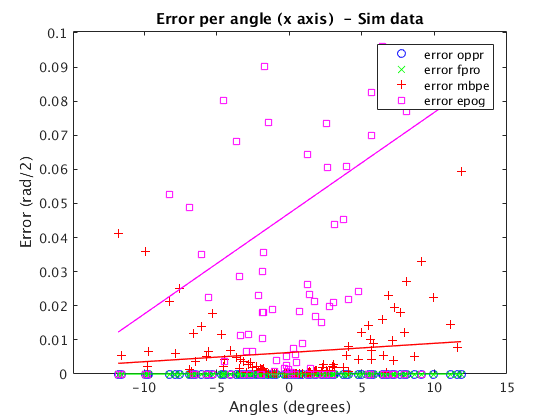 Error per angle (x axis) - Sim data
0.1
0.09
0.08
0.07
0.06
0.05
0.04
0.03
0.02
0.01
0
Error (rad/2)
error oppr
error fpro
error mbpe
error epog
-10 -5 0 5 10 15
Angles (degrees)